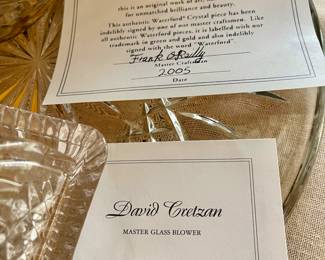 this is an original work of art,
for unmatched brilliance and beauty.
This authentic Waterford® Crystal piece has been
indelibly signed by one of our master craftsmen. Like
all authentic Waterford pieces, it is labelled with our
trademark in green and gold and also indelibly
signed with the word "Waterford"
Frank O'Reilly
Master Craftsman
2005
Date
David Cretzan
MASTER GLASS BLOWER